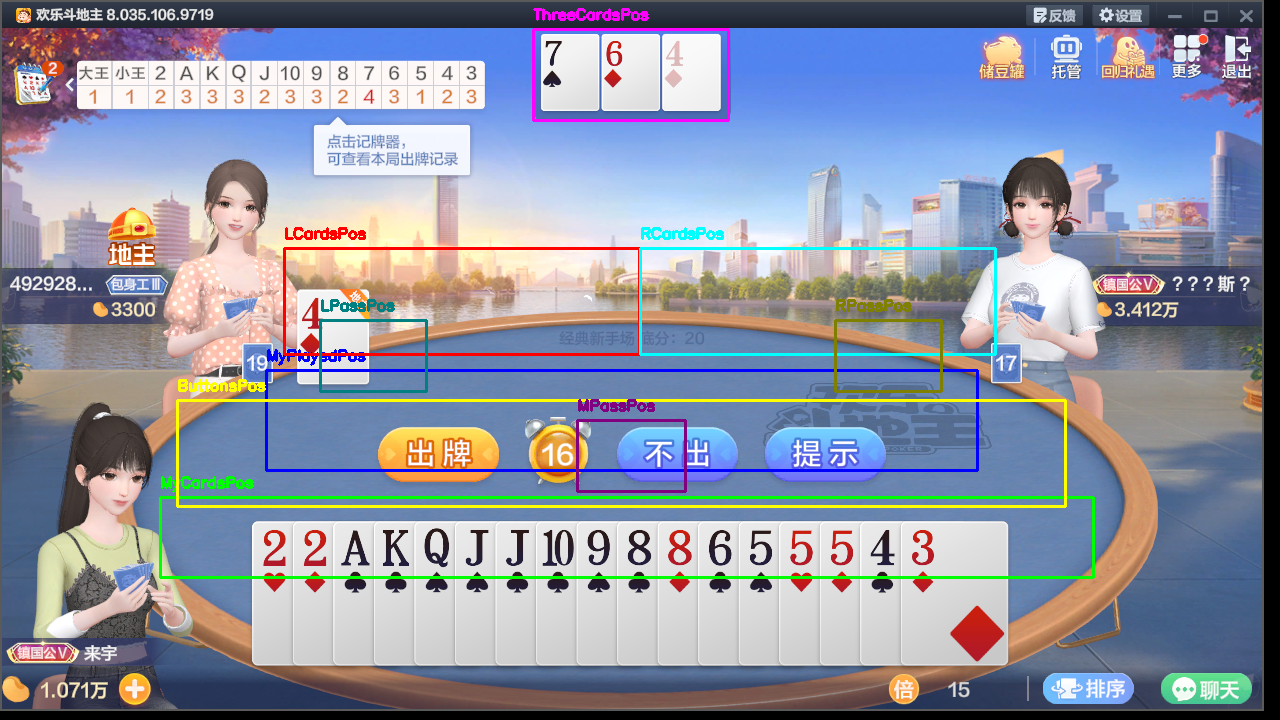 欢乐斗地主 8.035.106.9719
反馈
设置
ThreeCardsPos
7 6 4
2
大王 小王 2 A K Q J 10 9 8 7 6 5 4 3
1 1 2 3 3 3 2 3 3 2 4 3 1 2 3
储豆罐
托管
回归礼遇
更多
退出
点击记牌器，
可查看本局出牌记录
地主
492928...
包身工Ⅲ
3300
19
LCardsPos
RCardsPos
4
LPassPos
RPassPos
镇国公Ⅴ
？？？斯？
3.412万
17
经典新手场 底分：20
MyPlayedPos
ButtonsPos
MPassPos
欢乐
斗地主
出牌
16
不出
提示
MyCardsPos
2 2 A K Q J J 10 9 8 8 6 5 5 5 4 3
镇国公Ⅴ
来宇
1.071万
倍
15
排序
聊天